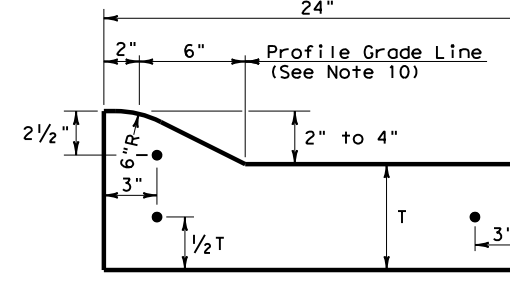 24"
2"
6"
Profile Grade Line
(See Note 10)
2½"
6"R
2" to 4"
3"
½T
T
3"